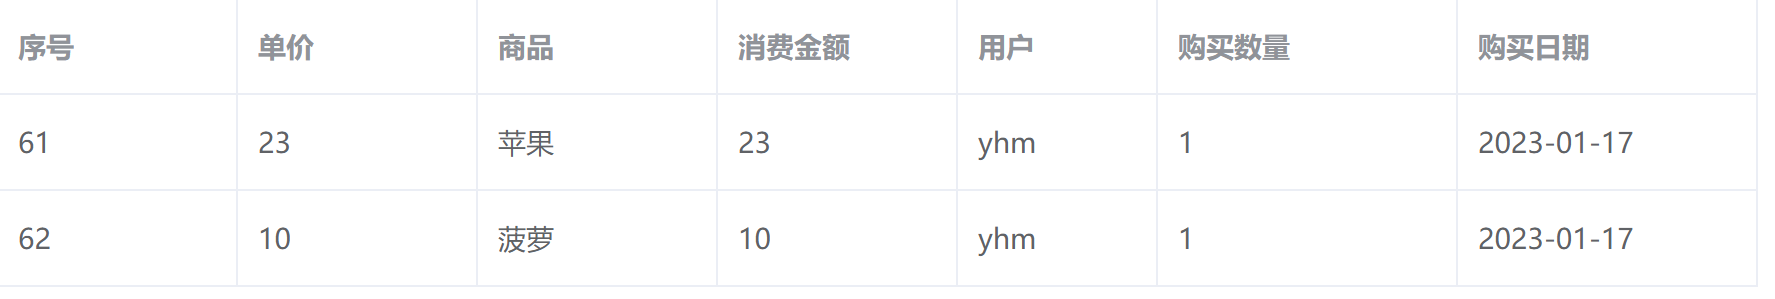 序号 单价 商品 消费金额 用户 购买数量 购买日期
61 23 苹果 23 yhm 1 2023-01-17
62 10 菠萝 10 yhm 1 2023-01-17